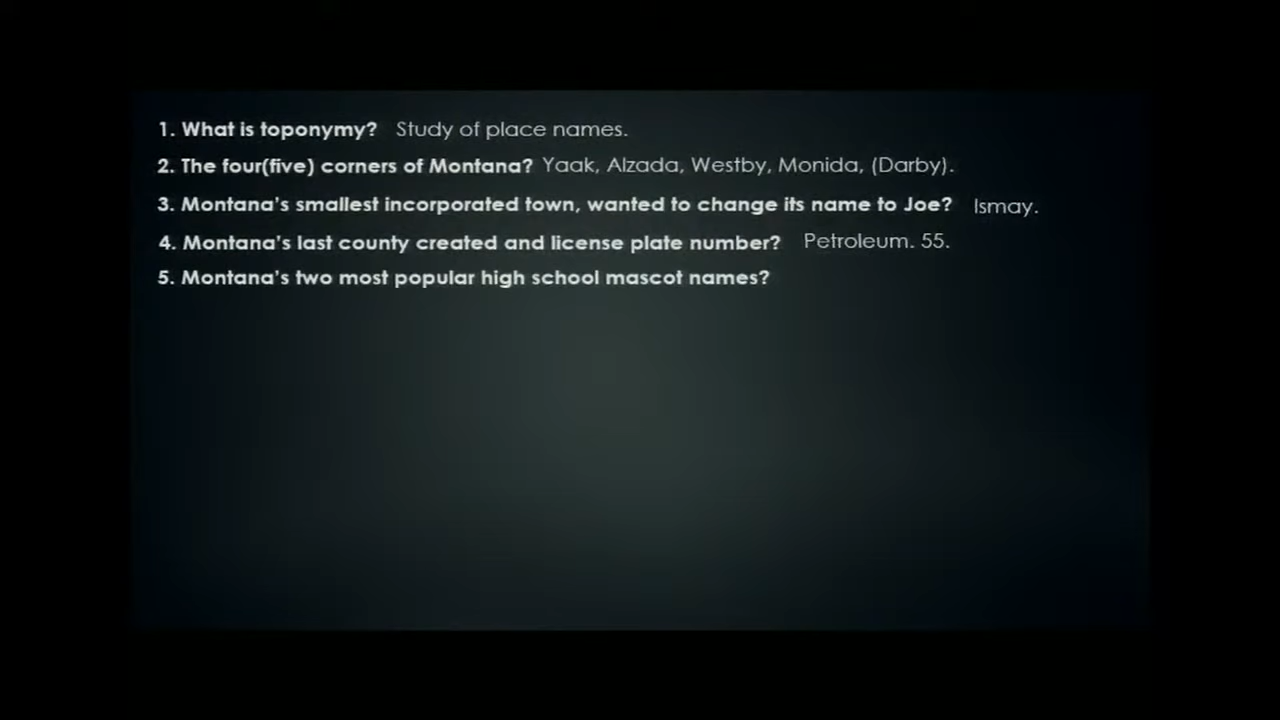 1. What is toponymy? Study of place names.
2. The four(five) corners of Montana? Yaak, Alzada, Westby, Monida, (Darby).
3. Montana's smallest incorporated town, wanted to change its name to Joe? Ismay.
4. Montana's last county created and license plate number? Petroleum. 55.
5. Montana's two most popular high school mascot names?